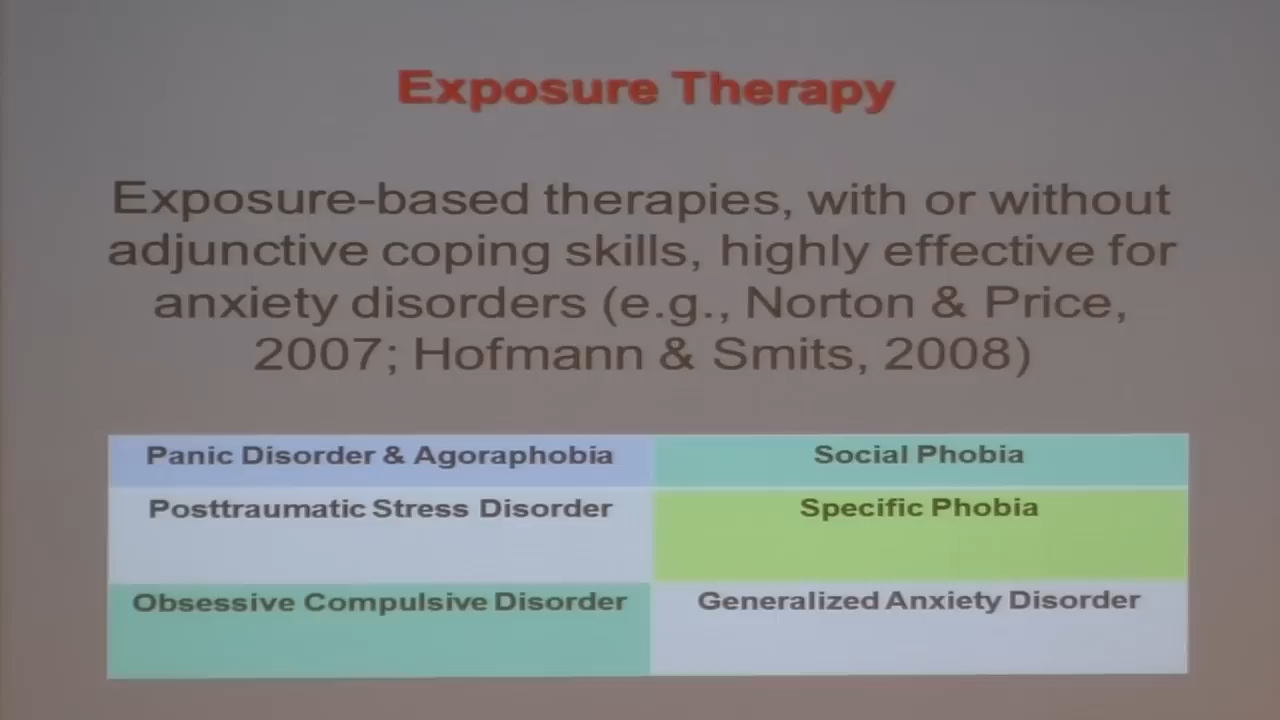 Exposure Therapy
Exposure-based therapies, with or without
adjunctive coping skills, highly effective for
anxiety disorders (e.g., Norton & Price,
2007; Hofmann & Smits, 2008)
Panic Disorder & Agoraphobia
Social Phobia
Posttraumatic Stress Disorder
Specific Phobia
Obsessive Compulsive Disorder
Generalized Anxiety Disorder